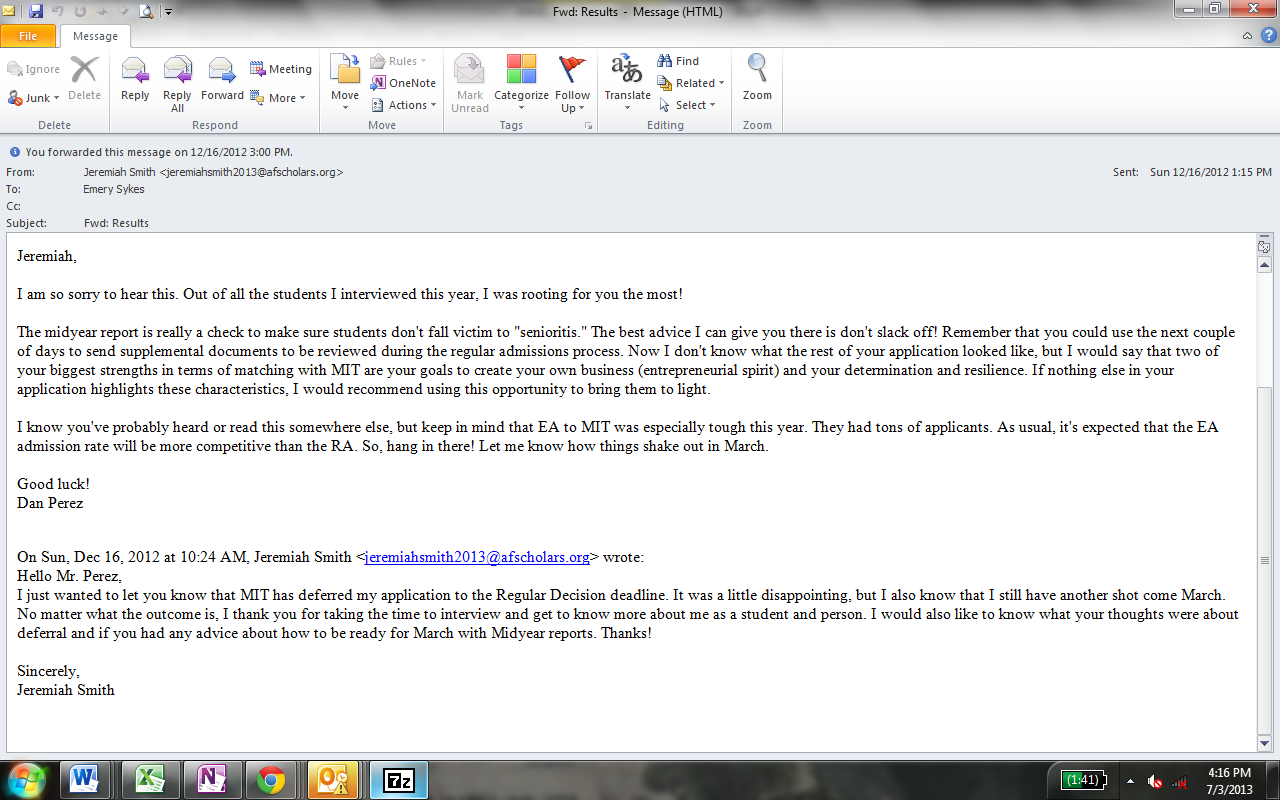 Fwd: Results - Message (HTML)
File Message
Ignore Delete Reply Reply All Forward Meeting Move Rules OneNote Mark Unread Categorize Follow Up Translate Find Related Zoom
Junk More Actions Select
Delete Respond Move Tags Editing Zoom
You forwarded this message on 12/16/2012 3:00 PM.
From: Jeremiah Smith <jeremiahsmith2013@afscholars.org> Sent: Sun 12/16/2012 1:15 PM
To: Emery Sykes
Cc:
Subject: Fwd: Results
Jeremiah,
I am so sorry to hear this. Out of all the students I interviewed this year, I was rooting for you the most!
The midyear report is really a check to make sure students don't fall victim to "senioritis." The best advice I can give you there is don't slack off! Remember that you could use the next couple
of days to send supplemental documents to be reviewed during the regular admissions process. Now I don't know what the rest of your application looked like, but I would say that two of
your biggest strengths in terms of matching with MIT are your goals to create your own business (entrepreneurial spirit) and your determination and resilience. If nothing else in your
application highlights these characteristics, I would recommend using this opportunity to bring them to light.
I know you've probably heard or read this somewhere else, but keep in mind that EA to MIT was especially tough this year. They had tons of applicants. As usual, it's expected that the EA
admission rate will be more competitive than the RA. So, hang in there! Let me know how things shake out in March.
Good luck!
Dan Perez
On Sun, Dec 16, 2012 at 10:24 AM, Jeremiah Smith <jeremiahsmith2013@afscholars.org> wrote:
Hello Mr. Perez,
I just wanted to let you know that MIT has deferred my application to the Regular Decision deadline. It was a little disappointing, but I also know that I still have another shot come March.
No matter what the outcome is, I thank you for taking the time to interview and get to know more about me as a student and person. I would also like to know what your thoughts were about
deferral and if you had any advice about how to be ready for March with Midyear reports. Thanks!
Sincerely,
Jeremiah Smith
7z (1:41) 4:16 PM
7/3/2013